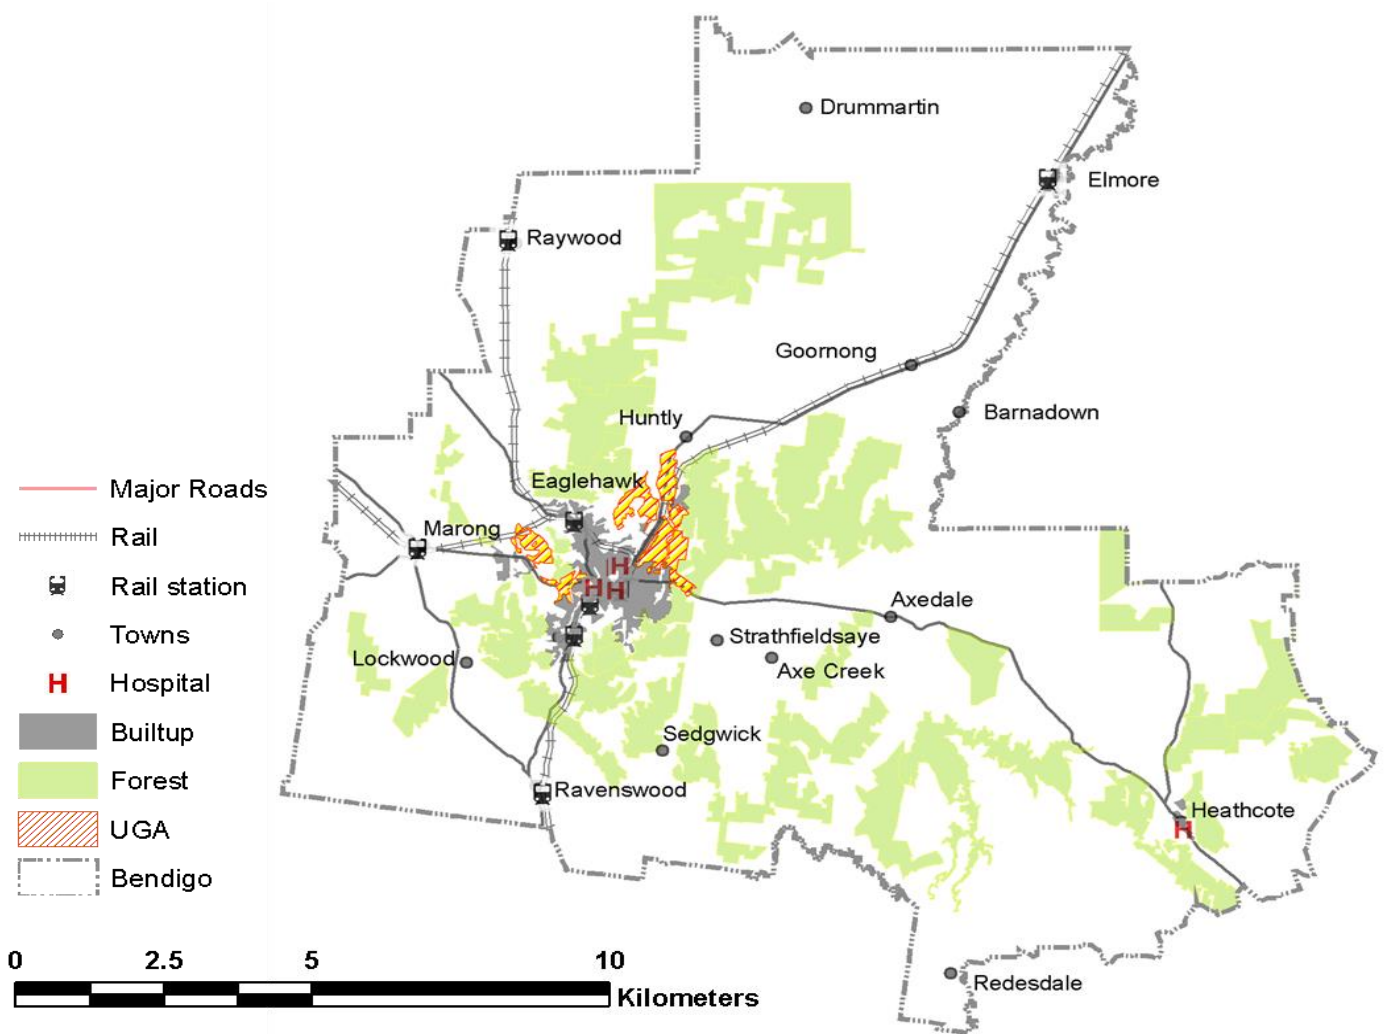 Drummartin
Elmore
Raywood
Goornong
Barnadown
Huntly
Eaglehawk
Marong
H
H H
Axedale
Strathfieldsaye
Lockwood
Axe Creek
Sedgwick
Ravenswood
Heathcote
H
Redesdale
Major Roads
Rail
Rail station
Towns
H Hospital
Builtup
Forest
UGA
Bendigo
0 2.5 5 10
Kilometers